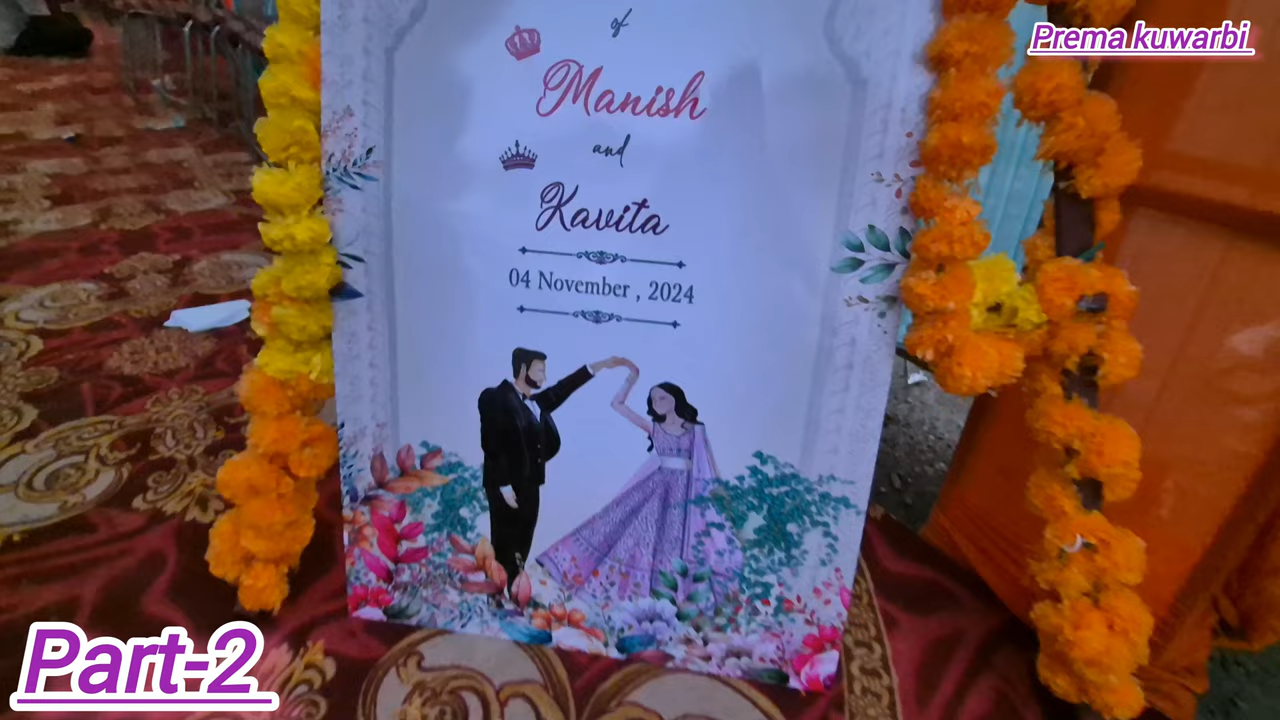 Prema kuwarbi
of
Manish
and
Kavita
04 November , 2024
Part-2